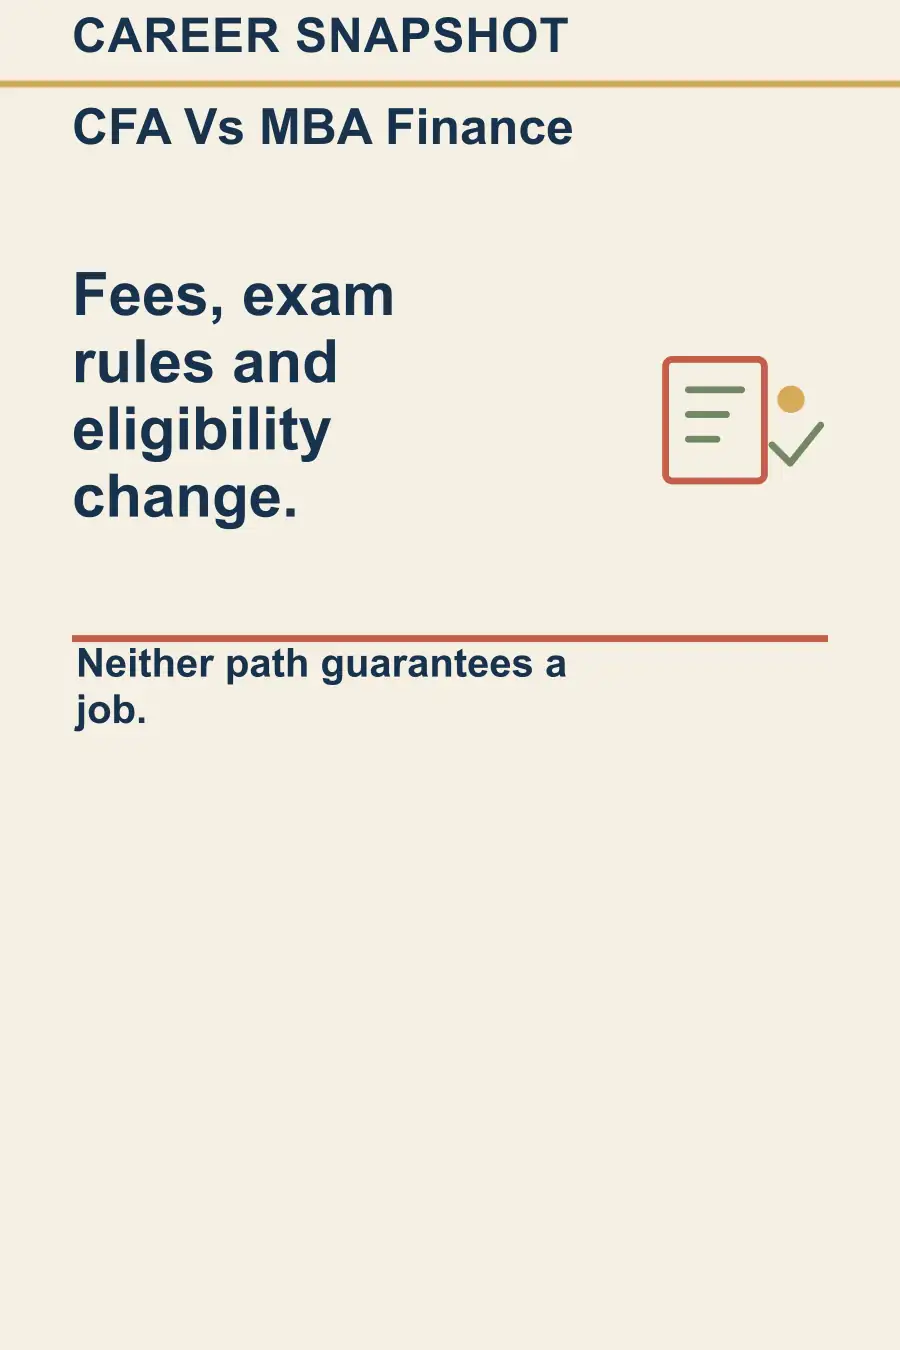 CAREER SNAPSHOT
CFA Vs MBA Finance
Fees, exam
rules and
eligibility
change.
Neither path guarantees a
job.